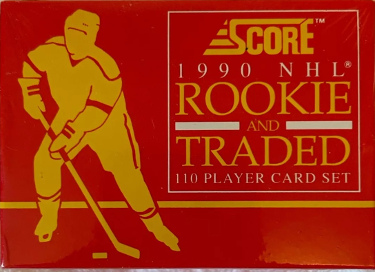 SCORE™
1990 NHL®
ROOKIE
AND
TRADED
110 PLAYER CARD SET